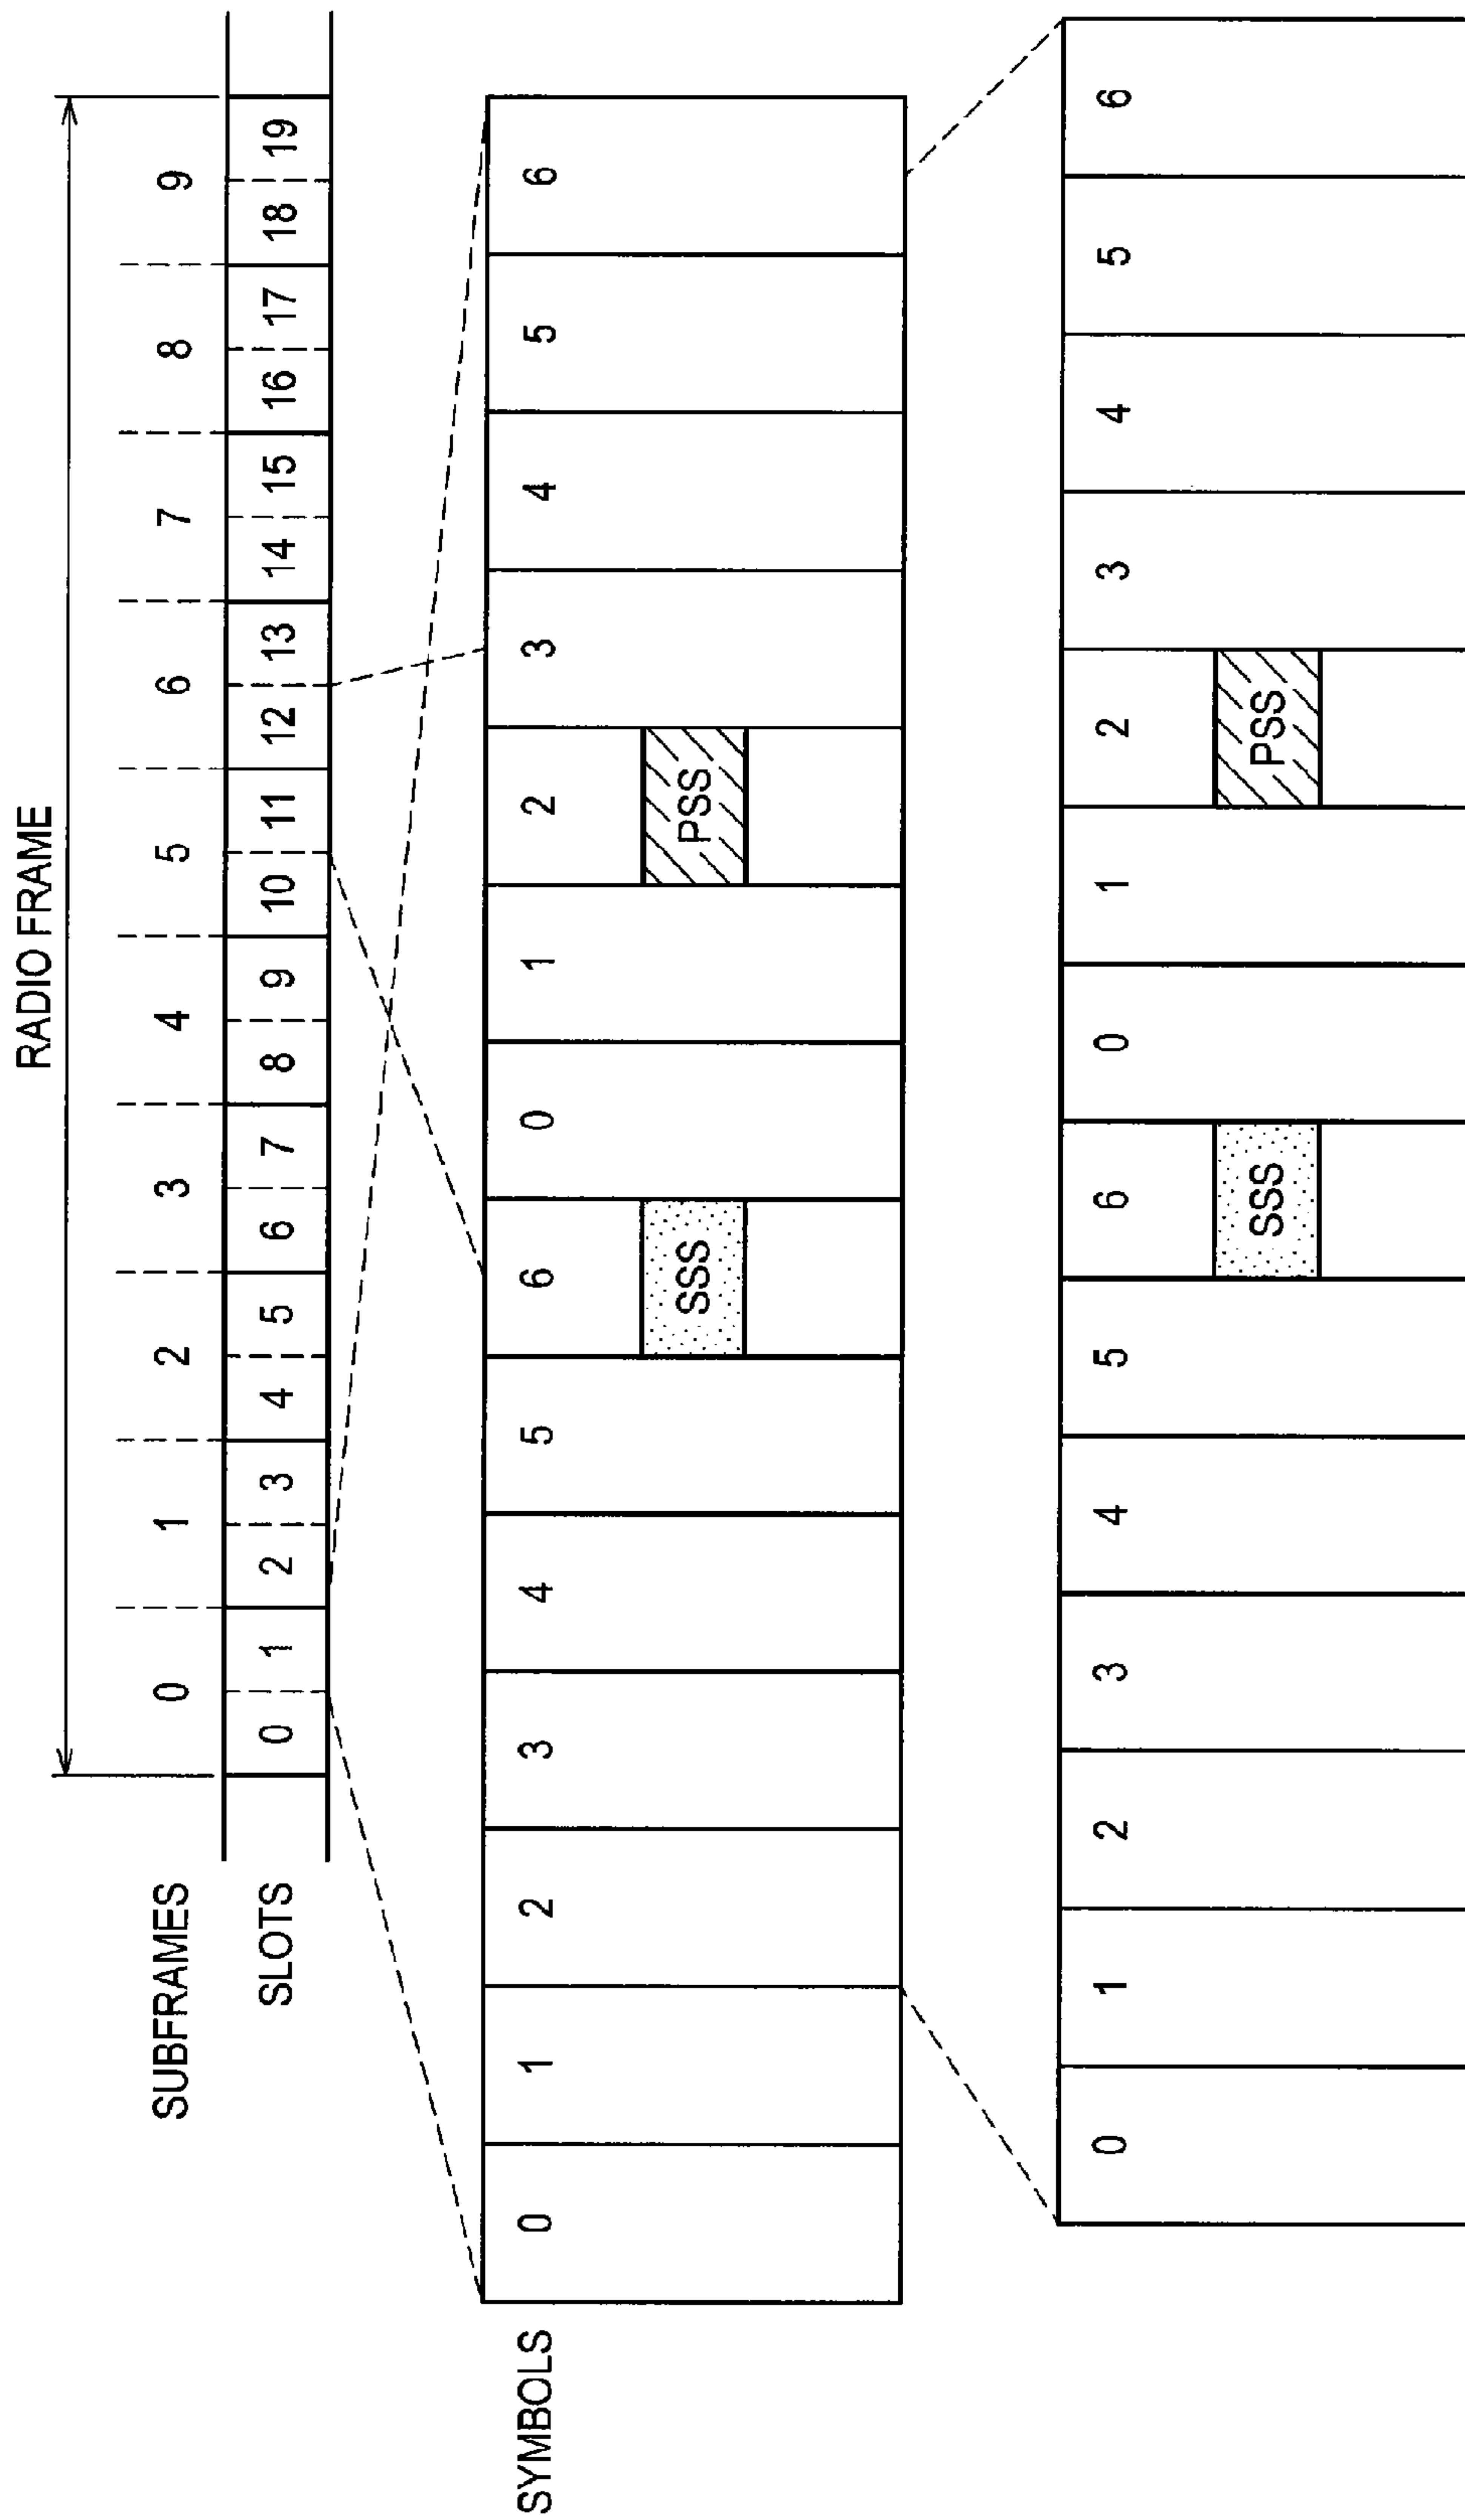 RADIO FRAME
SUBFRAMES 0 1 2 3 4 5 6 7 8 9
SLOTS 0 1 2 3 4 5 6 7 8 9 10 11 12 13 14 15 16 17 18 19
SYMBOLS 0 1 2 3 4 5 6 0 1 2 3 4 5 6
SSS PSS
0 1 2 3 4 5 6 0 1 2 3 4 5 6
SSS PSS